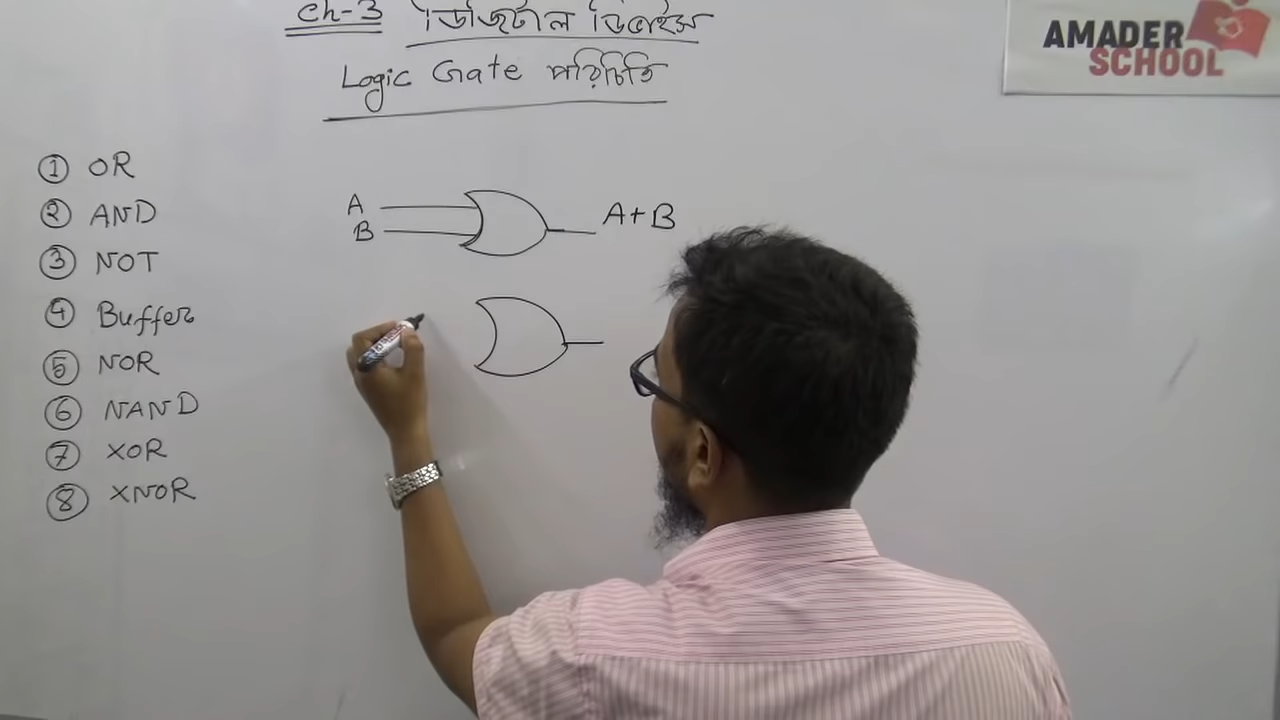 Ch-3 ডিজিটাল ডিভাইস
Logic Gate পরিচিতি
AMADER
SCHOOL
① OR
② AND
③ NOT
④ Buffer
⑤ NOR
⑥ NAND
⑦ XOR
⑧ XNOR
A
B
A+B